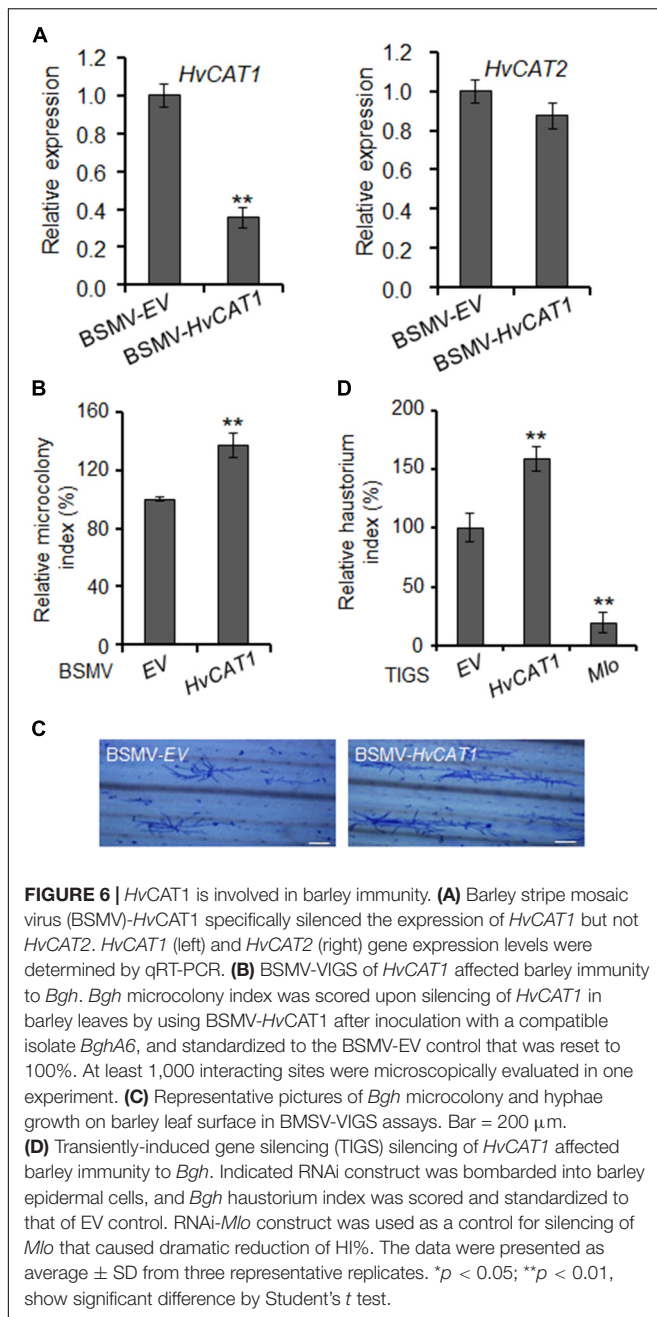 A
Relative expression
1.2
1.0
0.8
0.6
0.4
0.2
0.0
HvCAT1
**
BSMV-EV
BSMV-HvCAT1
Relative expression
1.2
1.0
0.8
0.6
0.4
0.2
0.0
HvCAT2
BSMV-EV
BSMV-HvCAT1
B
Relative microcolony
index (%)
160
120
80
40
0
**
BSMV
EV
HvCAT1
D
Relative haustorium
index (%)
200
150
100
50
0
**
**
TIGS
EV
HvCAT1
Mlo
C
BSMV-EV
BSMV-HvCAT1
FIGURE 6 | HvCAT1 is involved in barley immunity. (A) Barley stripe mosaic
virus (BSMV)-HvCAT1 specifically silenced the expression of HvCAT1 but not
HvCAT2. HvCAT1 (left) and HvCAT2 (right) gene expression levels were
determined by qRT-PCR. (B) BSMV-VIGS of HvCAT1 affected barley immunity
to Bgh. Bgh microcolony index was scored upon silencing of HvCAT1 in
barley leaves by using BSMV-HvCAT1 after inoculation with a compatible
isolate BghA6, and standardized to the BSMV-EV control that was reset to
100%. At least 1,000 interacting sites were microscopically evaluated in one
experiment. (C) Representative pictures of Bgh microcolony and hyphae
growth on barley leaf surface in BMSV-VIGS assays. Bar = 200 μm.
(D) Transiently-induced gene silencing (TIGS) silencing of HvCAT1 affected
barley immunity to Bgh. Indicated RNAi construct was bombarded into barley
epidermal cells, and Bgh haustorium index was scored and standardized to
that of EV control. RNAi-Mlo construct was used as a control for silencing of
Mlo that caused dramatic reduction of HI%. The data were presented as
average ± SD from three representative replicates. *p < 0.05; **p < 0.01,
show significant difference by Student's t test.